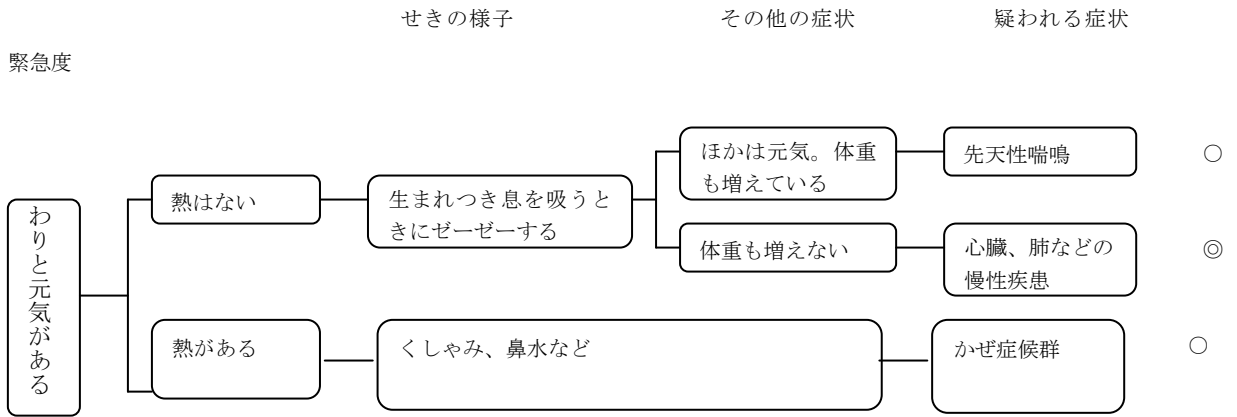 せきの様子 その他の症状 疑われる症状
緊急度
わりと元気がある
熱はない
生まれつき息を吸うと
きにゼーゼーする
ほかは元気。体重
も増えている
先天性喘鳴
○
体重も増えない
心臓、肺などの
慢性疾患
◎
熱がある
くしゃみ、鼻水など
かぜ症候群
○